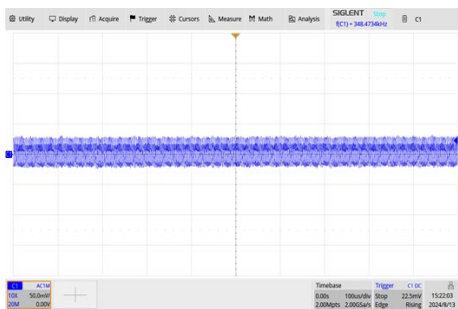 Utility Display Acquire Trigger Cursors Measure Math Analysis SIGLENT Stop C1
f(C1) = 348.4734kHz
C1 AC1M Timebase Trigger C1 DC
10X 50.0mV/ 0.00s 100us/div Stop 22.5mV 15:22:03
20M 0.00V 2.00Mpts 2.00GSa/s Edge Rising 2024/8/13